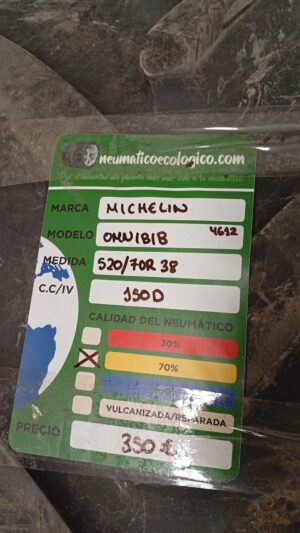 neumaticoecologico.com
MARCA MICHELIN
MODELO OMNIBIB 4612
MEDIDA 520/70R 38
C.C/IV 150D
CALIDAD DEL NEUMÁTICO
30%
70%
VULCANIZADA/REPARADA
PRECIO 350 €